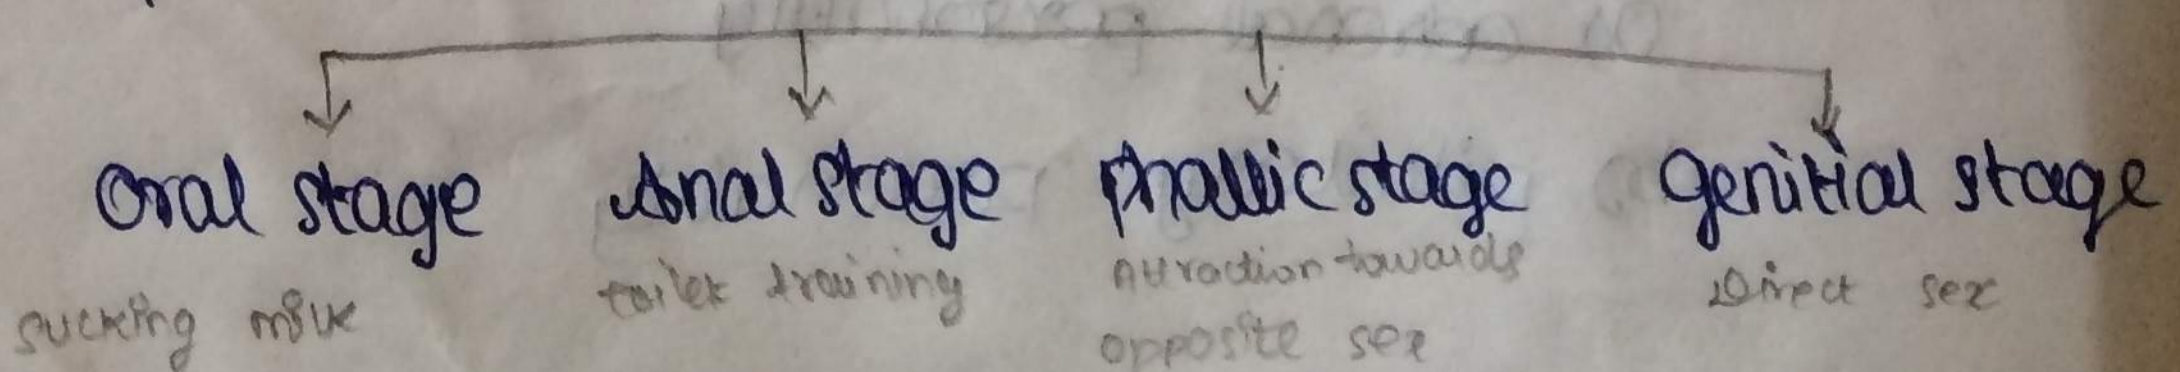 Oral stage
sucking milk
Anal stage
toilet training
phallic stage
Attraction towards
opposite sex
genitial stage
Direct sex